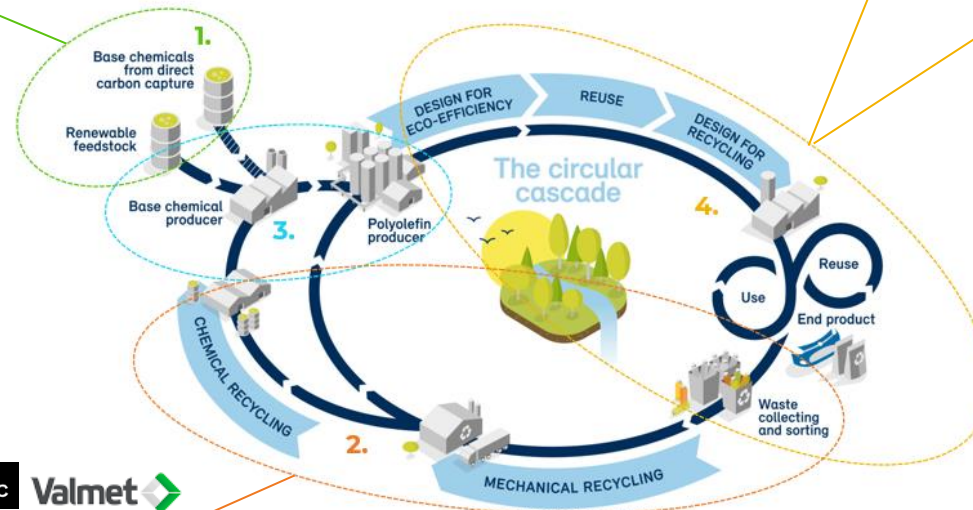 1.
Base chemicals
from direct
carbon capture
Renewable
feedstock
Base chemical
producer
3.
Polyolefin
producer
DESIGN FOR
ECO-EFFICIENCY
REUSE
DESIGN FOR
RECYCLING
The circular
cascade
4.
Use
Reuse
End product
Waste
collecting
and sorting
MECHANICAL RECYCLING
2.
CHEMICAL RECYCLING
C
Valmet